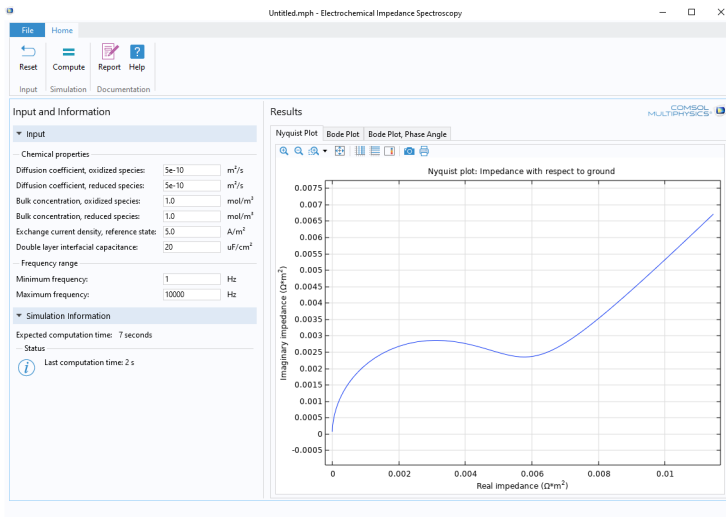 Untitled.mph - Electrochemical Impedance Spectroscopy
File Home
Reset Compute Report Help
Input Simulation Documentation
Input and Information
Input
Chemical properties
Diffusion coefficient, oxidized species: 5e-10 m²/s
Diffusion coefficient, reduced species: 5e-10 m²/s
Bulk concentration, oxidized species: 1.0 mol/m³
Bulk concentration, reduced species: 1.0 mol/m³
Exchange current density, reference state: 5.0 A/m²
Double layer interfacial capacitance: 20 uF/cm²
Frequency range
Minimum frequency: 1 Hz
Maximum frequency: 10000 Hz
Simulation Information
Expected computation time: 7 seconds
Status
Last computation time: 2 s
Results
COMSOL
MULTIPHYSICS®
Nyquist Plot Bode Plot Bode Plot, Phase Angle
Nyquist plot: Impedance with respect to ground
Imaginary impedance (Ω*m²)
0.0075
0.007
0.0065
0.006
0.0055
0.005
0.0045
0.004
0.0035
0.003
0.0025
0.002
0.0015
0.001
0.0005
0
-0.0005
0 0.002 0.004 0.006 0.008 0.01
Real impedance (Ω*m²)